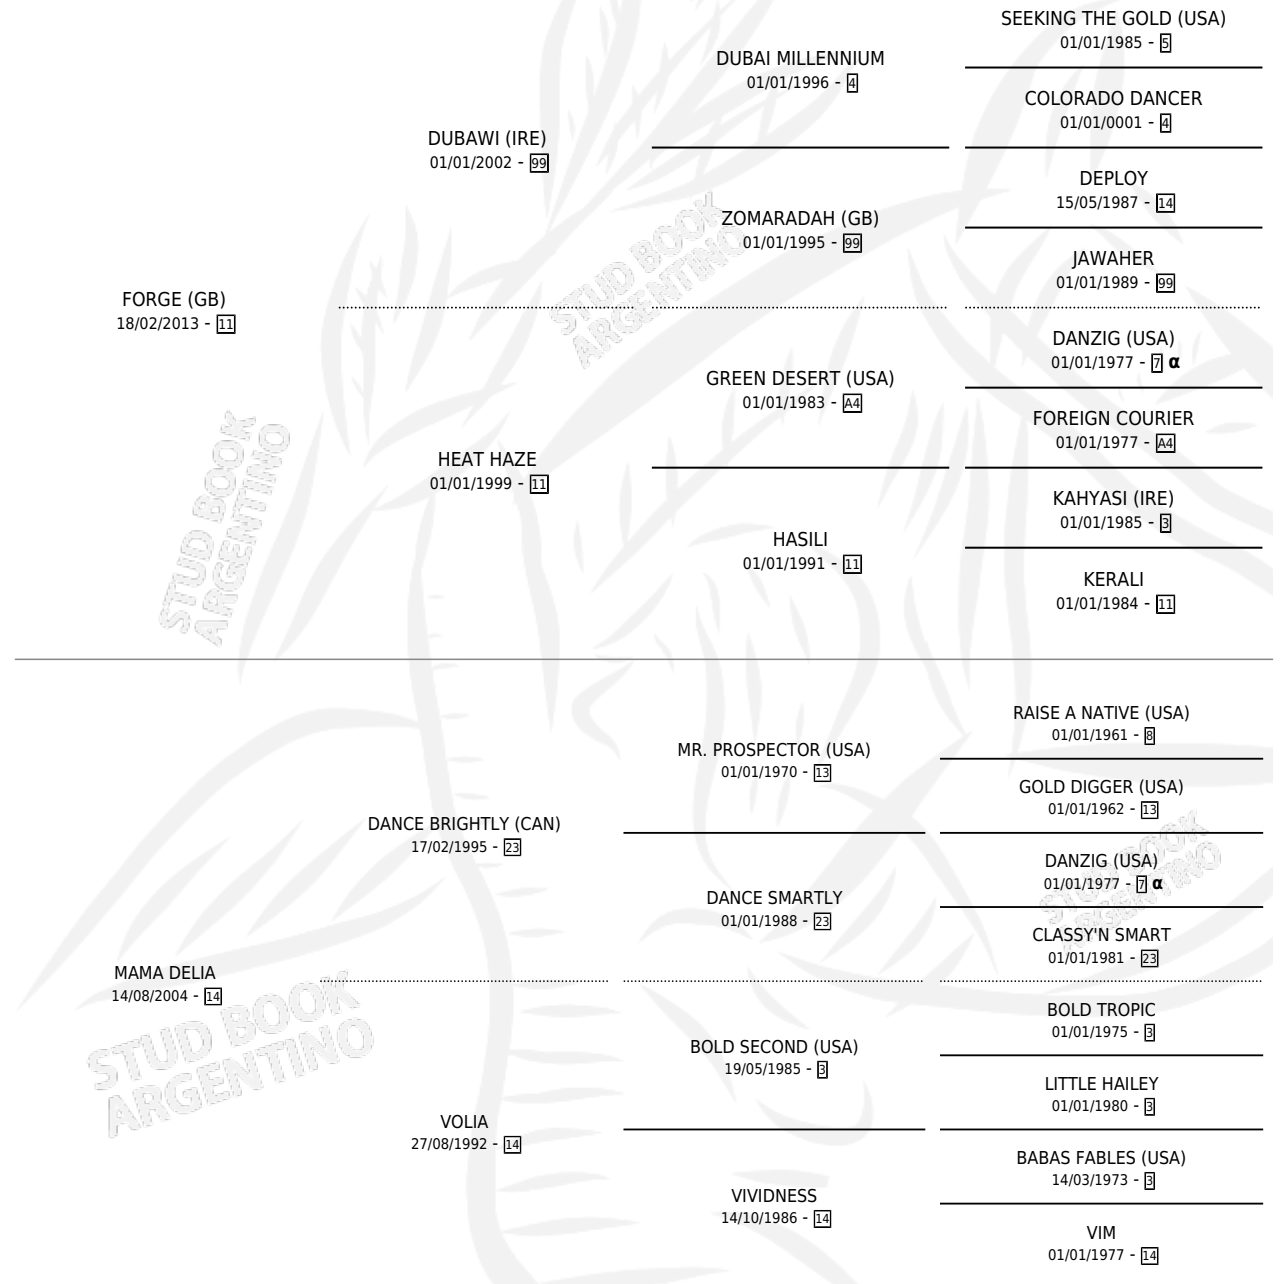 SEEKING THE GOLD (USA)
01/01/1985 - 5
DUBAI MILLENNIUM
01/01/1996 - 4
COLORADO DANCER
01/01/0001 - 4
DUBAWI (IRE)
01/01/2002 - 99
DEPLOY
15/05/1987 - 14
ZOMARADAH (GB)
01/01/1995 - 99
JAWAHER
01/01/1989 - 99
FORGE (GB)
18/02/2013 - 11
DANZIG (USA)
01/01/1977 - 7 α
GREEN DESERT (USA)
01/01/1983 - A4
FOREIGN COURIER
01/01/1977 - A4
HEAT HAZE
01/01/1999 - 11
KAHYASI (IRE)
01/01/1985 - 3
HASILI
01/01/1991 - 11
KERALI
01/01/1984 - 11
RAISE A NATIVE (USA)
01/01/1961 - 8
MR. PROSPECTOR (USA)
01/01/1970 - 13
GOLD DIGGER (USA)
01/01/1962 - 13
DANCE BRIGHTLY (CAN)
17/02/1995 - 23
DANZIG (USA)
01/01/1977 - 7 α
DANCE SMARTLY
01/01/1988 - 23
CLASSY'N SMART
01/01/1981 - 23
MAMA DELIA
14/08/2004 - 14
BOLD TROPIC
01/01/1975 - 3
BOLD SECOND (USA)
19/05/1985 - 3
LITTLE HAILEY
01/01/1980 - 3
VOLIA
27/08/1992 - 14
BABAS FABLES (USA)
14/03/1973 - 3
VIVIDNESS
14/10/1986 - 14
VIM
01/01/1977 - 14
STUD BOOK
ARGENTINO
STUD BOOK
ARGENTINO
STUD BOOK
ARGENTINO
STUD BOOK
ARGENTINO